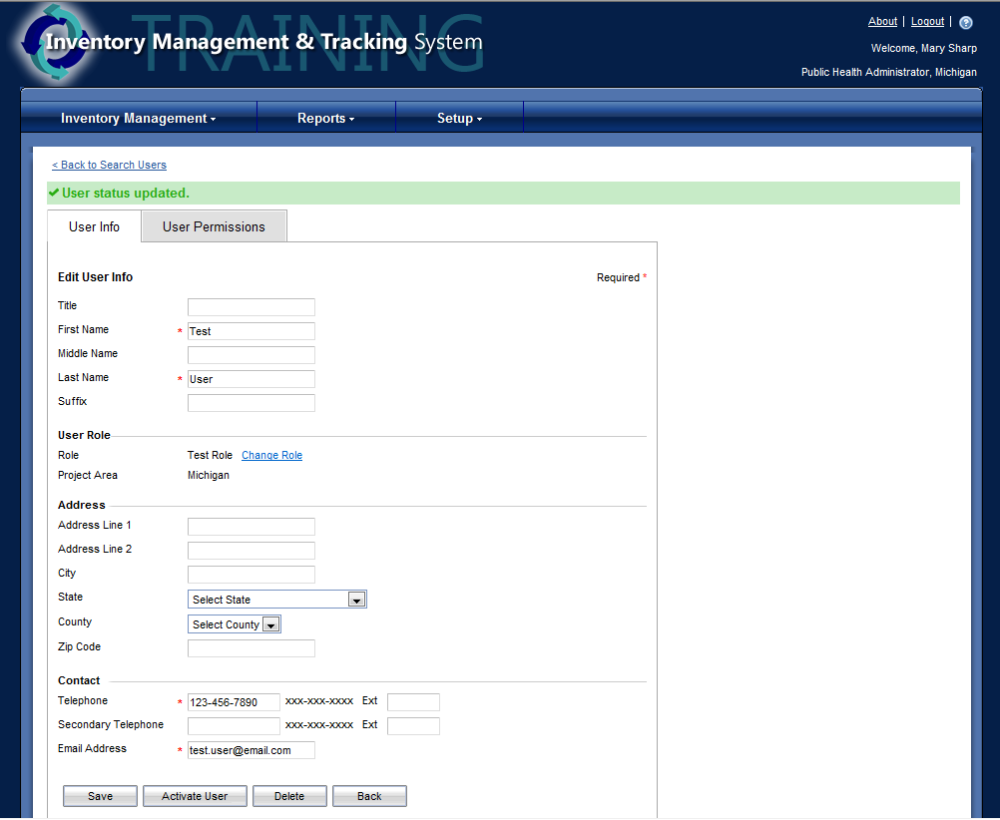 TRAINING
Inventory Management & Tracking System
About | Logout | ?
Welcome, Mary Sharp
Public Health Administrator, Michigan
Inventory Management Reports Setup
< Back to Search Users
User status updated.
User Info User Permissions
Edit User Info Required *
Title
First Name * Test
Middle Name
Last Name * User
Suffix
User Role
Role Test Role Change Role
Project Area Michigan
Address
Address Line 1
Address Line 2
City
State Select State
County Select County
Zip Code
Contact
Telephone * 123-456-7890 xxx-xxx-xxxx Ext
Secondary Telephone xxx-xxx-xxxx Ext
Email Address * test.user@email.com
Save Activate User Delete Back